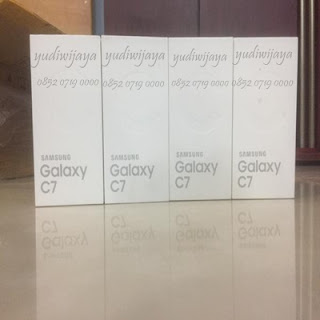 yudiwijaya yudiwijaya yudiwijaya yudiwijaya
0852 0719 0000 0852 0719 0000 0852 0719 0000 0852 0719 0000
SAMSUNG SAMSUNG SAMSUNG SAMSUNG
Galaxy Galaxy Galaxy Galaxy
C7 C7 C7 C7